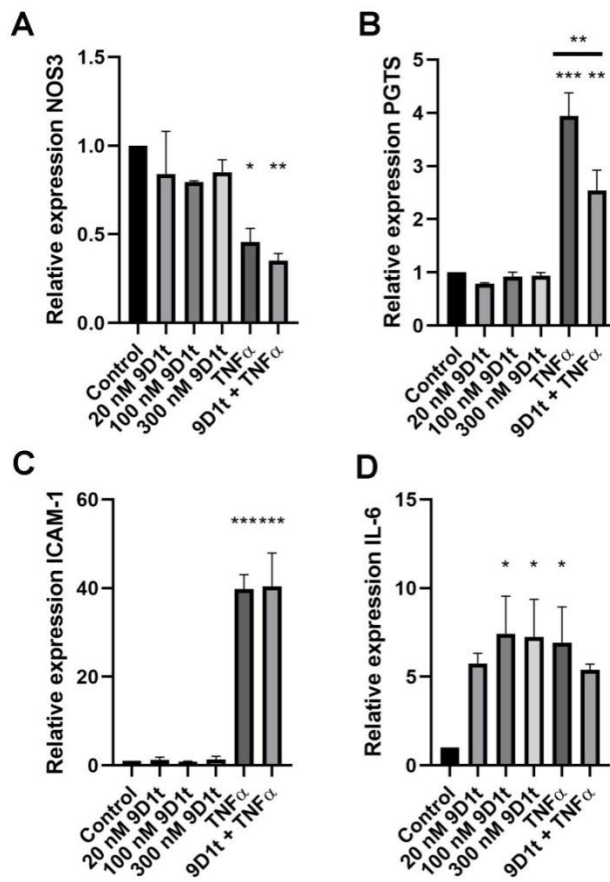 A
Relative expression NOS3
1.5
1.0
0.5
0.0
* **
Control
20 nM 9D1t
100 nM 9D1t
300 nM 9D1t
TNFα
9D1t + TNFα
B
Relative expression PGTS
5
4
3
2
1
0
**
*** **
Control
20 nM 9D1t
100 nM 9D1t
300 nM 9D1t
TNFα
9D1t + TNFα
C
Relative expression ICAM-1
60
40
20
0
******
Control
20 nM 9D1t
100 nM 9D1t
300 nM 9D1t
TNFα
9D1t + TNFα
D
Relative expression IL-6
15
10
5
0
* * *
Control
20 nM 9D1t
100 nM 9D1t
300 nM 9D1t
TNFα
9D1t + TNFα